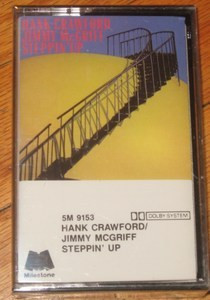 HANK CRAWFORD
JIMMY McGRIFF
STEPPIN' UP
5M 9153
DOLBY SYSTEM
HANK CRAWFORD/
JIMMY MCGRIFF
STEPPIN' UP
Milestone